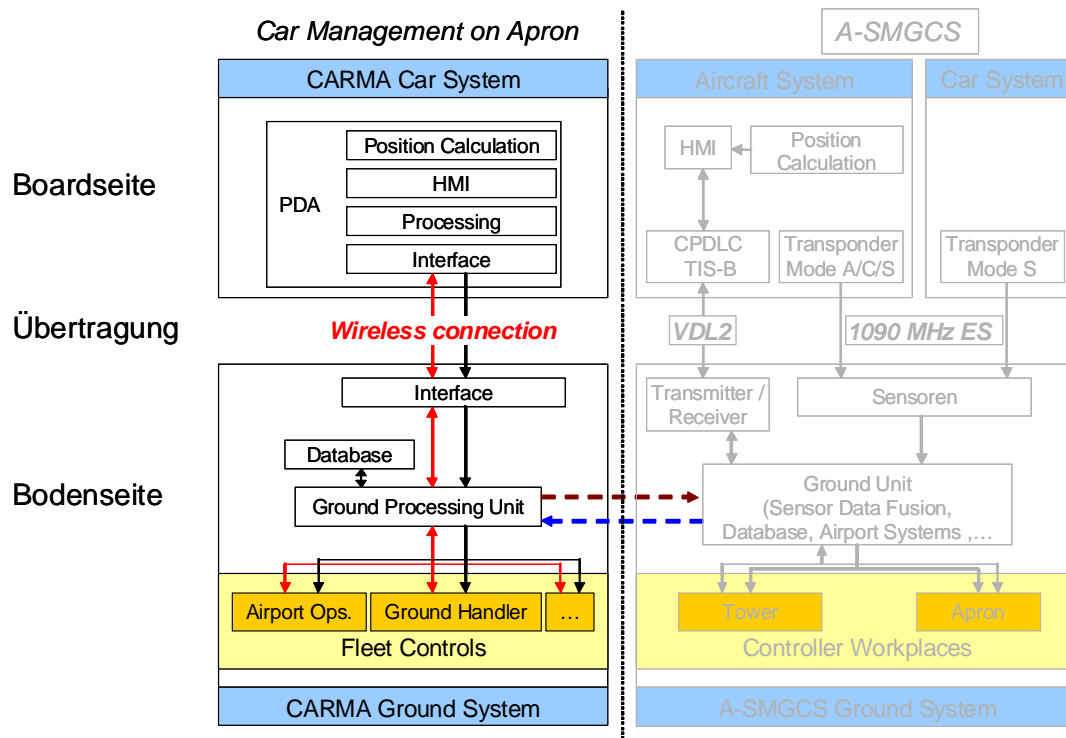 Car Management on Apron
A-SMGCS
CARMA Car System
Aircraft System
Car System
Boardseite
PDA
Position Calculation
HMI
Processing
Interface
HMI
Position
Calculation
CPDLC
TIS-B
Transponder
Mode A/C/S
Transponder
Mode S
Übertragung
Wireless connection
VDL2
1090 MHz ES
Bodenseite
Interface
Database
Ground Processing Unit
Transmitter /
Receiver
Sensoren
Ground Unit
(Sensor Data Fusion,
Database, Airport Systems ,…
Airport Ops.
Ground Handler
…
Fleet Controls
Tower
Apron
Controller Workplaces
CARMA Ground System
A-SMGCS Ground System